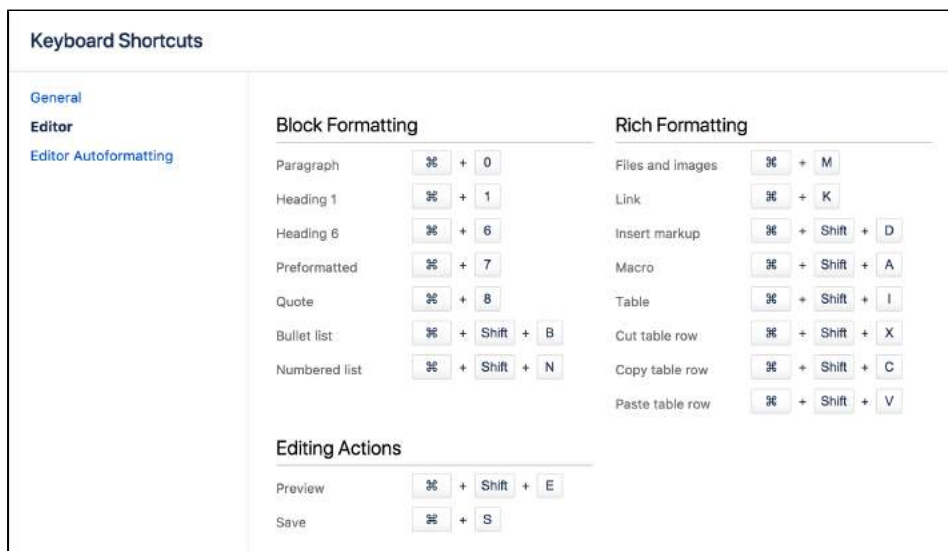 Keyboard Shortcuts
General
Editor
Editor Autoformatting
Block Formatting
Paragraph ⌘ + 0
Heading 1 ⌘ + 1
Heading 6 ⌘ + 6
Preformatted ⌘ + 7
Quote ⌘ + 8
Bullet list ⌘ + Shift + B
Numbered list ⌘ + Shift + N
Rich Formatting
Files and images ⌘ + M
Link ⌘ + K
Insert markup ⌘ + Shift + D
Macro ⌘ + Shift + A
Table ⌘ + Shift + I
Cut table row ⌘ + Shift + X
Copy table row ⌘ + Shift + C
Paste table row ⌘ + Shift + V
Editing Actions
Preview ⌘ + Shift + E
Save ⌘ + S